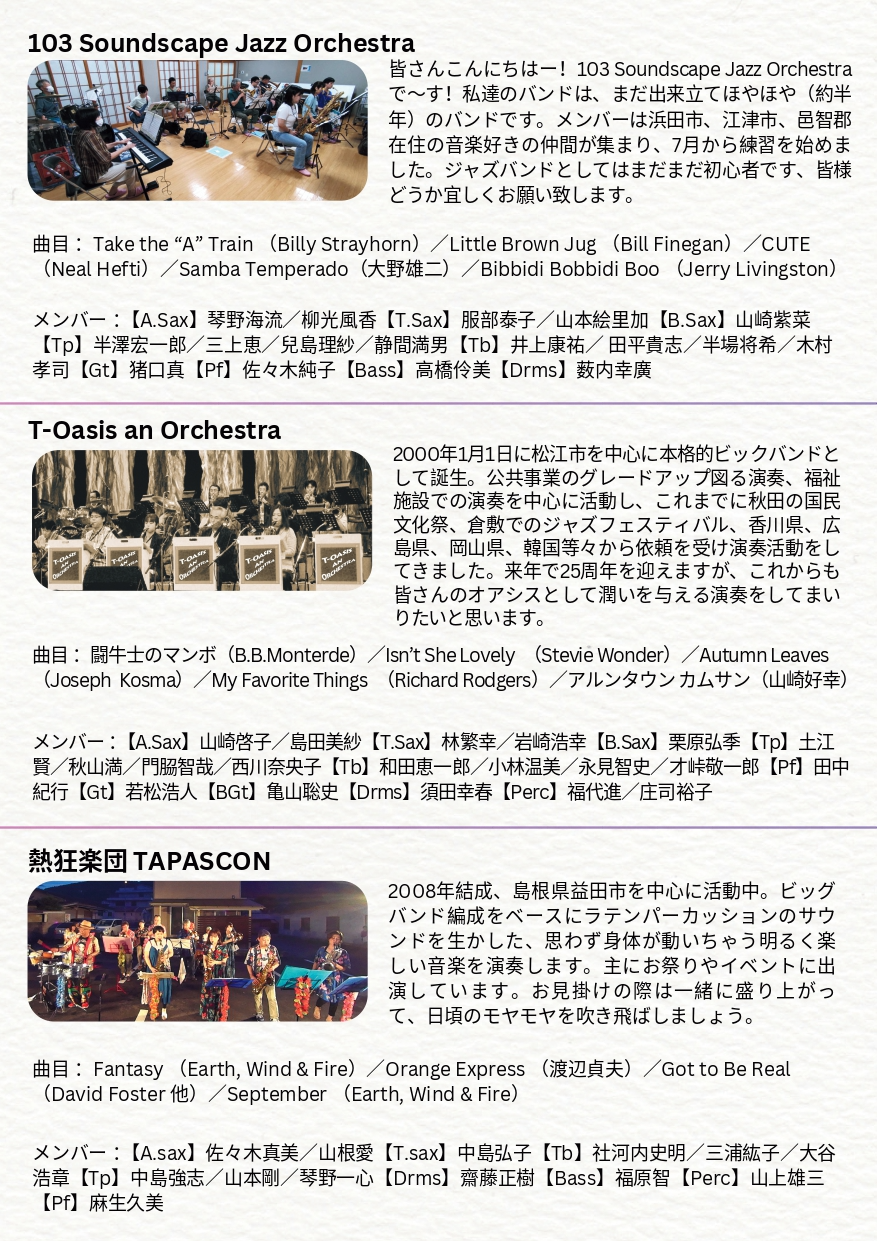 103 Soundscape Jazz Orchestra
皆さんこんにちはー！103 Soundscape Jazz Orchestra
で〜す！私達のバンドは、まだ出来立てほやほや（約半
年）のバンドです。メンバーは浜田市、江津市、邑智郡
在住の音楽好きの仲間が集まり、7月から練習を始めま
した。ジャズバンドとしてはまだまだ初心者です、皆様
どうか宜しくお願い致します。
曲目： Take the “A” Train （Billy Strayhorn）／Little Brown Jug （Bill Finegan）／CUTE
（Neal Hefti）／Samba Temperado（大野雄二）／Bibbidi Bobbidi Boo （Jerry Livingston）
メンバー：【A.Sax】琴野海流／柳光風香【T.Sax】服部泰子／山本絵里加【B.Sax】山崎紫菜
【Tp】半澤宏一郎／三上恵／兒島理紗／静間満男【Tb】井上康祐／ 田平貴志／半場将希／木村
孝司【Gt】猪口真【Pf】佐々木純子【Bass】高橋伶美【Drms】薮内幸廣
T-Oasis an Orchestra
2000年1月1日に松江市を中心に本格的ビックバンドと
して誕生。公共事業のグレードアップ図る演奏、福祉
施設での演奏を中心に活動し、これまでに秋田の国民
文化祭、倉敷でのジャズフェスティバル、香川県、広
島県、岡山県、韓国等々から依頼を受け演奏活動をし
てきました。来年で25周年を迎えますが、これからも
皆さんのオアシスとして潤いを与える演奏をしてまい
りたいと思います。
T-OASIS AN ORCHESTRA
T-OASIS AN ORCHESTRA
T-OASIS AN ORCHESTRA
T-OASIS AN ORCHESTRA
曲目： 闘牛士のマンボ（B.B.Monterde）／Isn’t She Lovely （Stevie Wonder）／Autumn Leaves
（Joseph Kosma）／My Favorite Things （Richard Rodgers）／アルンタウン カムサン（山崎好幸）
メンバー：【A.Sax】山崎啓子／島田美紗【T.Sax】林繁幸／岩崎浩幸【B.Sax】栗原弘季【Tp】土江
賢／秋山満／門脇智哉／西川奈央子【Tb】和田恵一郎／小林温美／永見智史／才峠敬一郎【Pf】田中
紀行【Gt】若松浩人【BGt】亀山聡史【Drms】須田幸春【Perc】福代進／庄司裕子
熱狂楽団 TAPASCON
2008年結成、島根県益田市を中心に活動中。ビッグ
バンド編成をベースにラテンパーカッションのサウ
ンドを生かした、思わず身体が動いちゃう明るく楽
しい音楽を演奏します。主にお祭りやイベントに出
演しています。お見掛けの際は一緒に盛り上がっ
て、日頃のモヤモヤを吹き飛ばしましょう。
曲目： Fantasy （Earth, Wind & Fire）／Orange Express （渡辺貞夫）／Got to Be Real
（David Foster 他）／September （Earth, Wind & Fire）
メンバー：【A.sax】佐々木真美／山根愛【T.sax】中島弘子【Tb】社河内史明／三浦紘子／大谷
浩章【Tp】中島強志／山本剛／琴野一心【Drms】齋藤正樹【Bass】福原智【Perc】山上雄三
【Pf】麻生久美